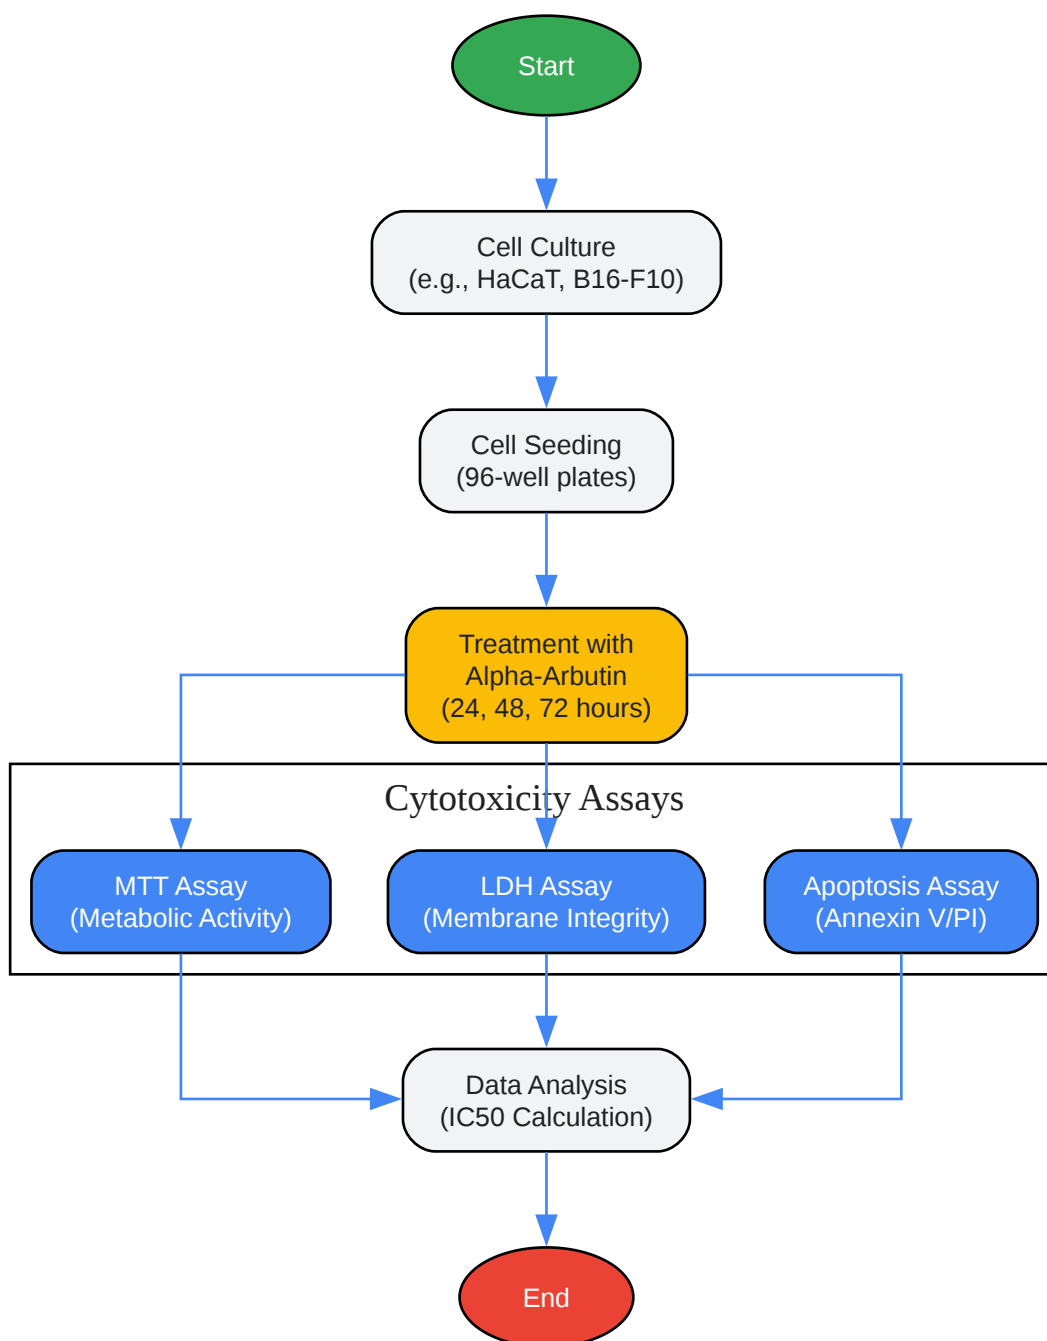 Start
Cell Culture
(e.g., HaCaT, B16-F10)
Cell Seeding
(96-well plates)
Treatment with
Alpha-Arbutin
(24, 48, 72 hours)
Cytotoxicity Assays
MTT Assay
(Metabolic Activity)
LDH Assay
(Membrane Integrity)
Apoptosis Assay
(Annexin V/PI)
Data Analysis
(IC50 Calculation)
End